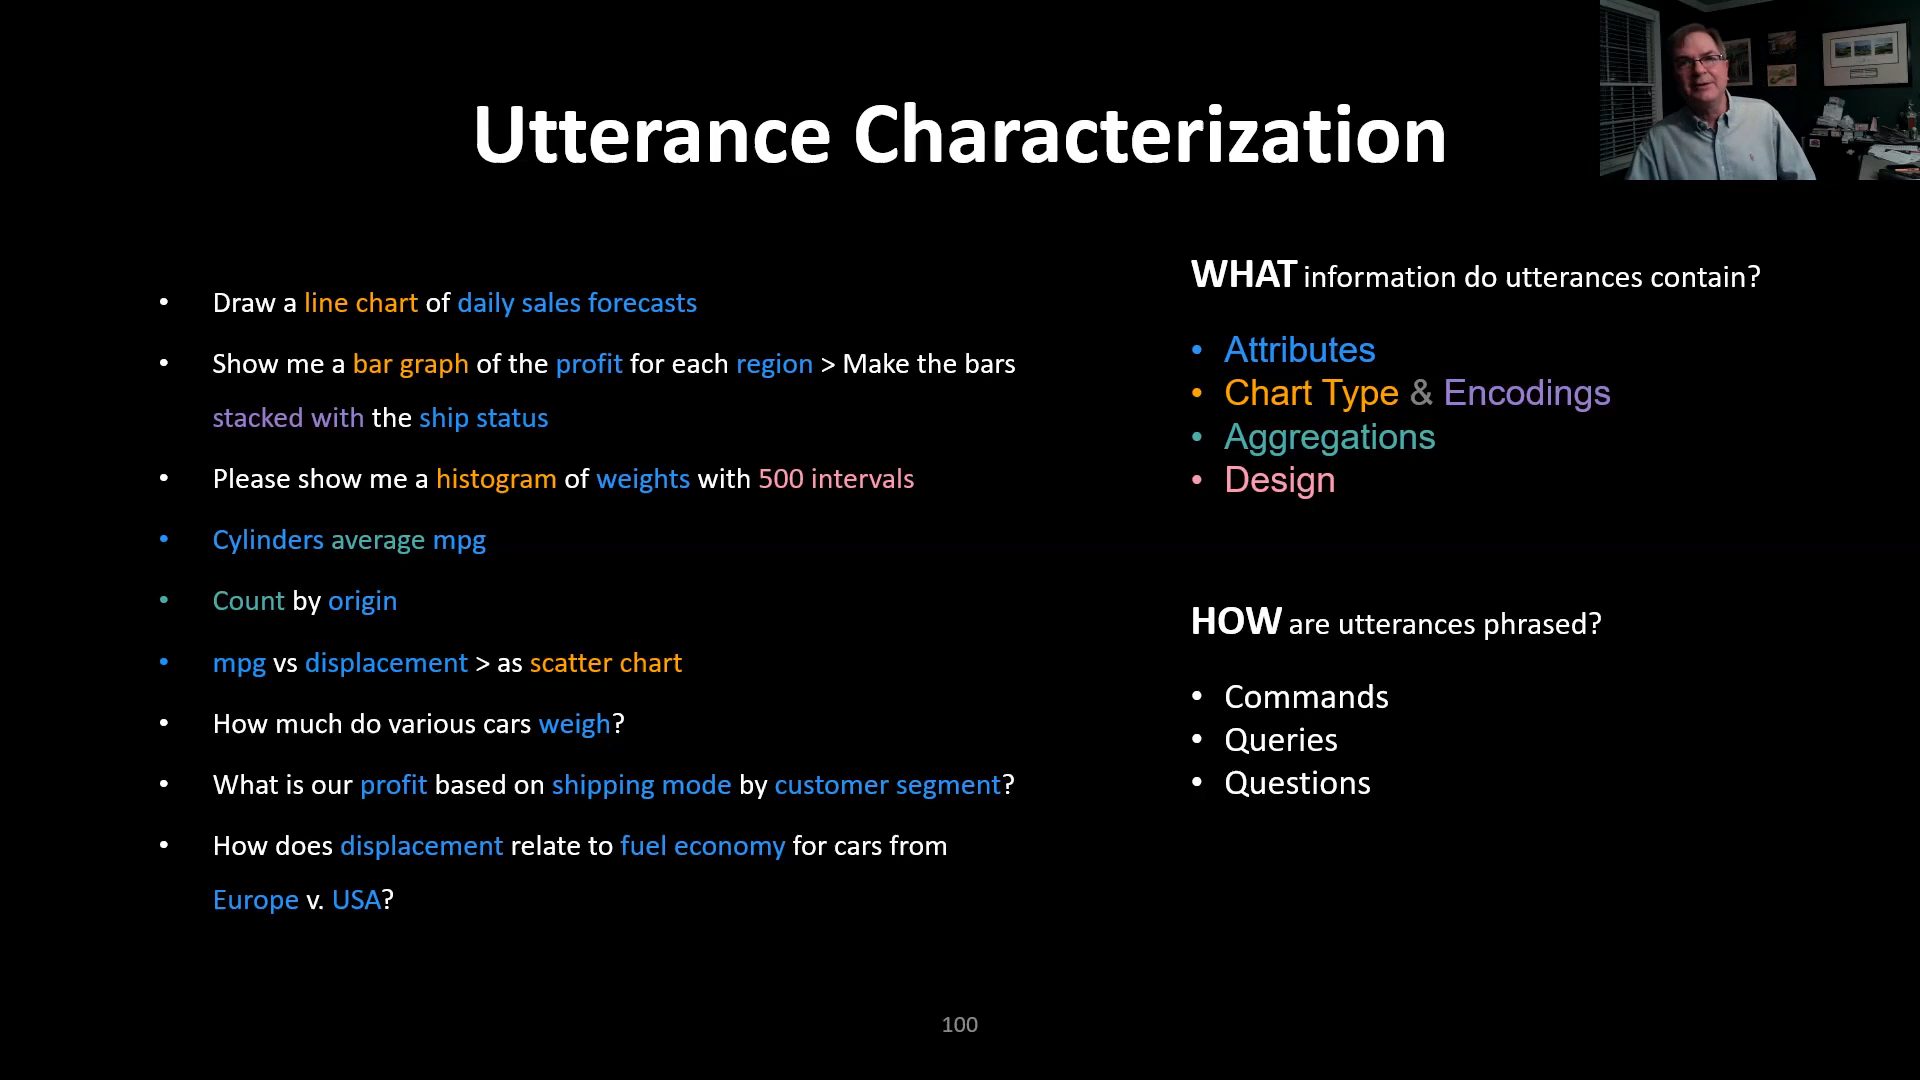 Utterance Characterization
• Draw a line chart of daily sales forecasts
• Show me a bar graph of the profit for each region > Make the bars
stacked with the ship status
• Please show me a histogram of weights with 500 intervals
• Cylinders average mpg
• Count by origin
• mpg vs displacement > as scatter chart
• How much do various cars weigh?
• What is our profit based on shipping mode by customer segment?
• How does displacement relate to fuel economy for cars from
Europe v. USA?
WHAT information do utterances contain?
• Attributes
• Chart Type & Encodings
• Aggregations
• Design
HOW are utterances phrased?
• Commands
• Queries
• Questions
100